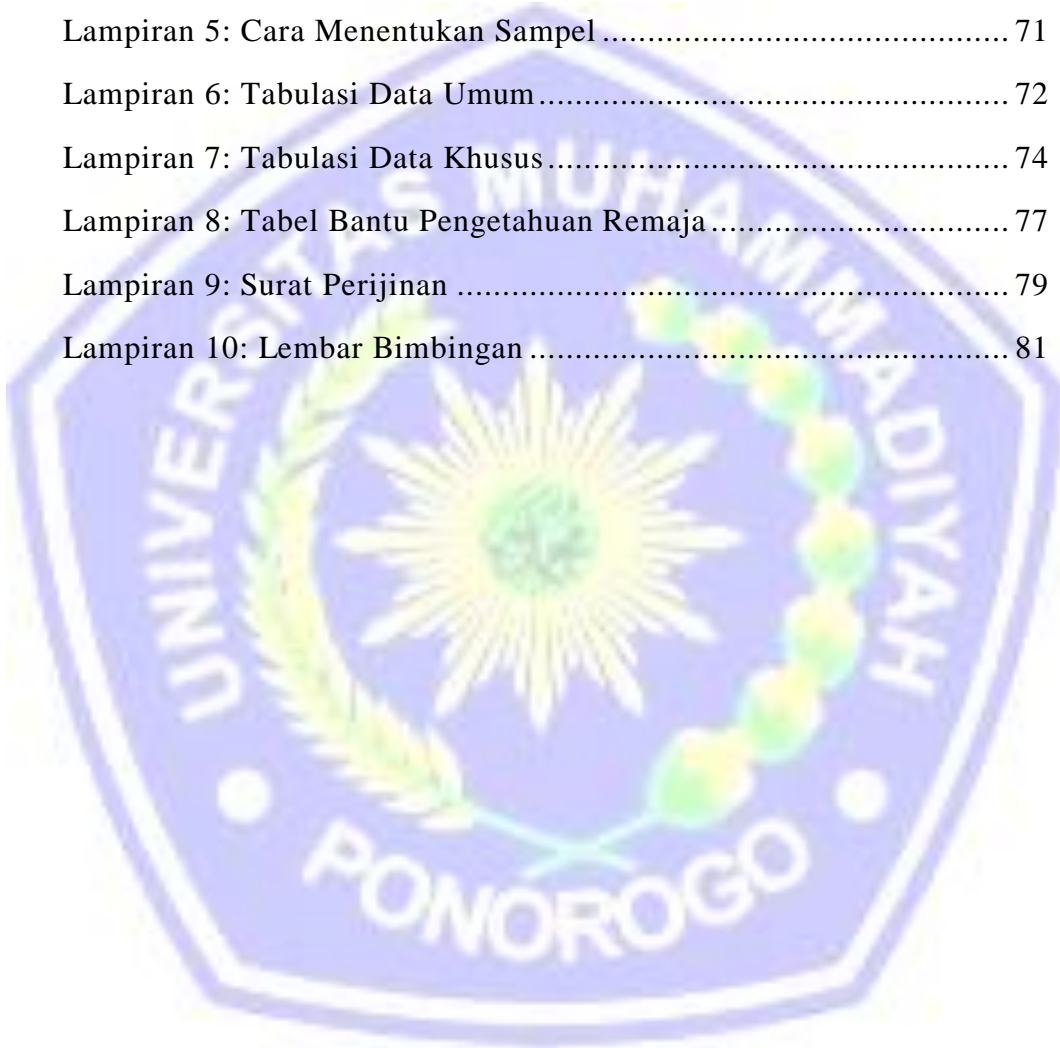 Lampiran 5: Cara Menentukan Sampel ........................................... 71
Lampiran 6: Tabulasi Data Umum .................................................. 72
Lampiran 7: Tabulasi Data Khusus ................................................. 74
Lampiran 8: Tabel Bantu Pengetahuan Remaja ................................ 77
Lampiran 9: Surat Perijinan ........................................................... 79
Lampiran 10: Lembar Bimbingan ................................................... 81
UNIVERSITAS MUHAMMADIYAH
PONOROGO